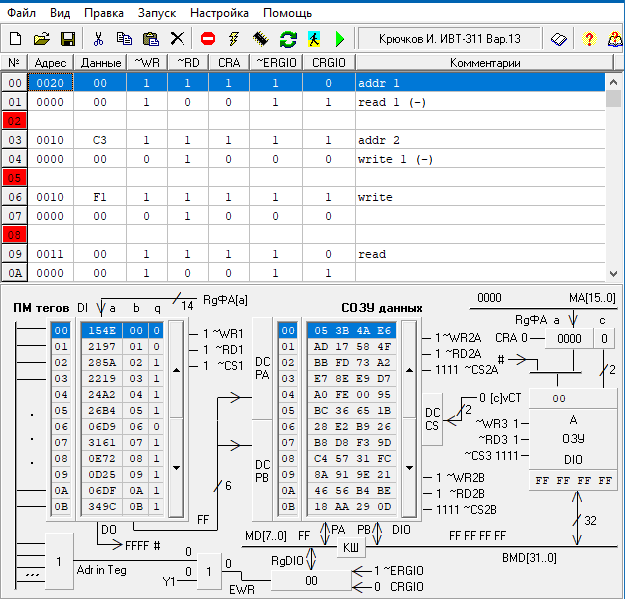 Файл Вид Правка Запуск Настройка Помощь
Крючков И. ИВТ-311 Вар.13
№ Адрес Данные ~WR ~RD CRA ~ERGIO CRGIO Комментарии
00 0020 00 1 1 1 1 0 addr 1
01 0000 00 1 0 0 1 1 read 1 (-)
02
03 0010 C3 1 1 1 1 1 addr 2
04 0000 00 0 1 0 0 0 write 1 (-)
05
06 0010 F1 1 1 1 1 1 write
07 0000 00 0 1 0 0 0
08
09 0011 00 1 1 1 1 0 read
0A 0000 00 1 0 0 1 1
ПМ тегов DI a b q 14 RgФА[a] СОЗУ данных 0000 MA[15..0]
00 154E 00 0
01 2197 01 0
02 285A 02 1
03 2219 03 1
04 24A2 04 1
05 26B4 05 1
06 06D9 06 0
07 3161 07 1
08 0E72 08 1
09 0D25 09 1
0A 06DF 0A 1
0B 349C 0B 1
1 ~WR1
1 ~RD1
1 ~CS1
DC PA
DC PB
6
FF
00 05 3B 4A E6
01 AD 17 58 4F
02 BB FD 73 A2
03 E7 8E E9 D7
04 A0 FE 00 95
05 BC 36 65 1B
06 28 E2 B9 26
07 B8 D8 F3 9D
08 C4 57 31 FC
09 8A 91 9E 21
0A 46 56 B4 BE
0B 18 AA 29 0D
1 ~WR2A
1 ~RD2A
1111 ~CS2A
DC CS
2
0 [c]vCT
1 ~WR2B
1 ~RD2B
1111 ~CS2B
RgФА a c
CRA 0 0000 0
#
2
00
~WR3 1
~RD3 1
~CS3 1111
A
ОЗУ
DIO
FF FF FF FF
32
DO
FFFF #
MD[7..0] FF PA PB DIO FF FF FF FF
КШ
BMD[31..0]
RgDIO
...
1
Adr in Teg
0
Y1 0
1
0
EWR
00
1 ~ERGIO
0 CRGIO